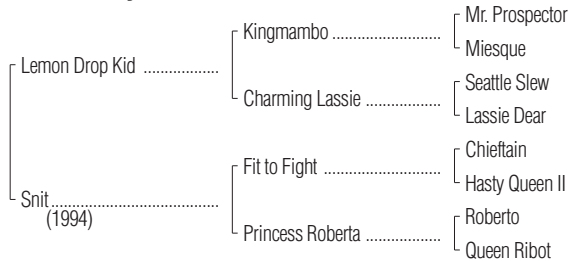 Mr. Prospector
Kingmambo ......................
Miesque
Lemon Drop Kid ..................
Seattle Slew
Charming Lassie .................
Lassie Dear
Chieftain
Fit to Fight ........................
Hasty Queen II
Snit.........................................
(1994)
Roberto
Princess Roberta .................
Queen Ribot